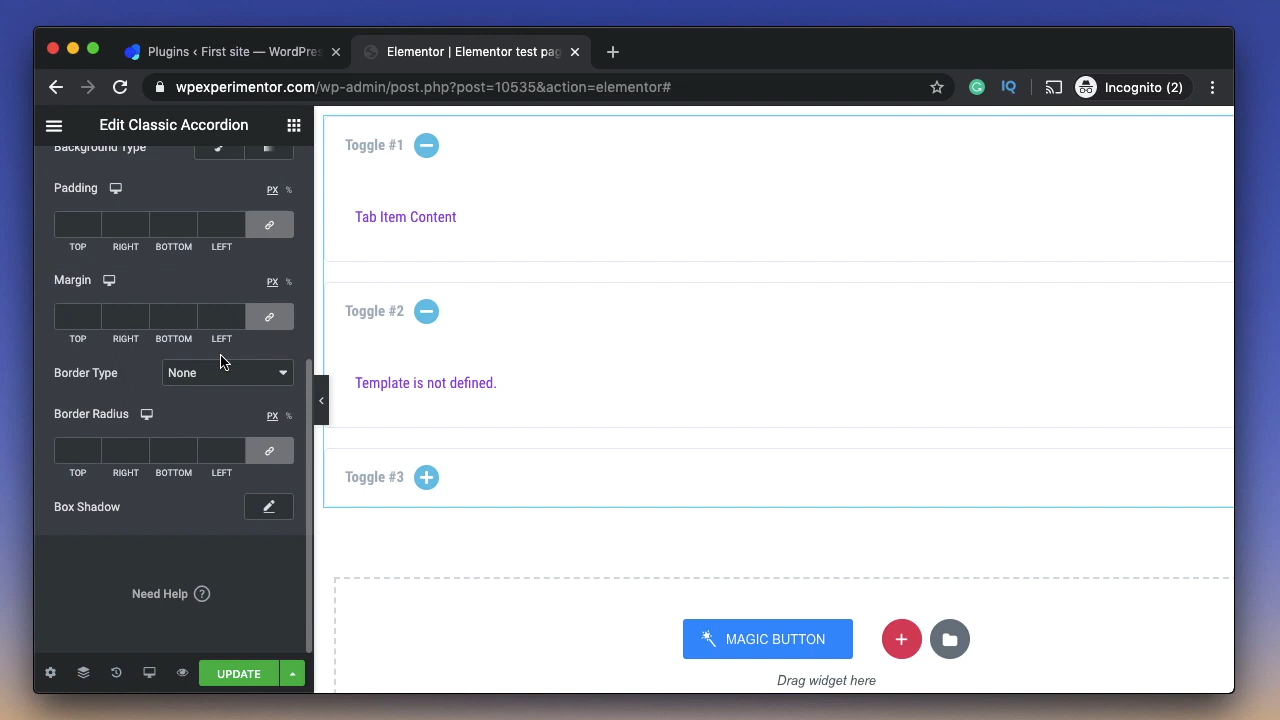 Plugins ‹ First site — WordPres
Elementor | Elementor test pag
wpexperimentor.com/wp-admin/post.php?post=10535&action=elementor#
Incognito (2)
Edit Classic Accordion
Background Type
Padding
PX %
TOP RIGHT BOTTOM LEFT
Margin
PX %
TOP RIGHT BOTTOM LEFT
Border Type
None
Border Radius
PX %
TOP RIGHT BOTTOM LEFT
Box Shadow
Need Help ?
UPDATE
Toggle #1
Tab Item Content
Toggle #2
Template is not defined.
Toggle #3
MAGIC BUTTON
Drag widget here